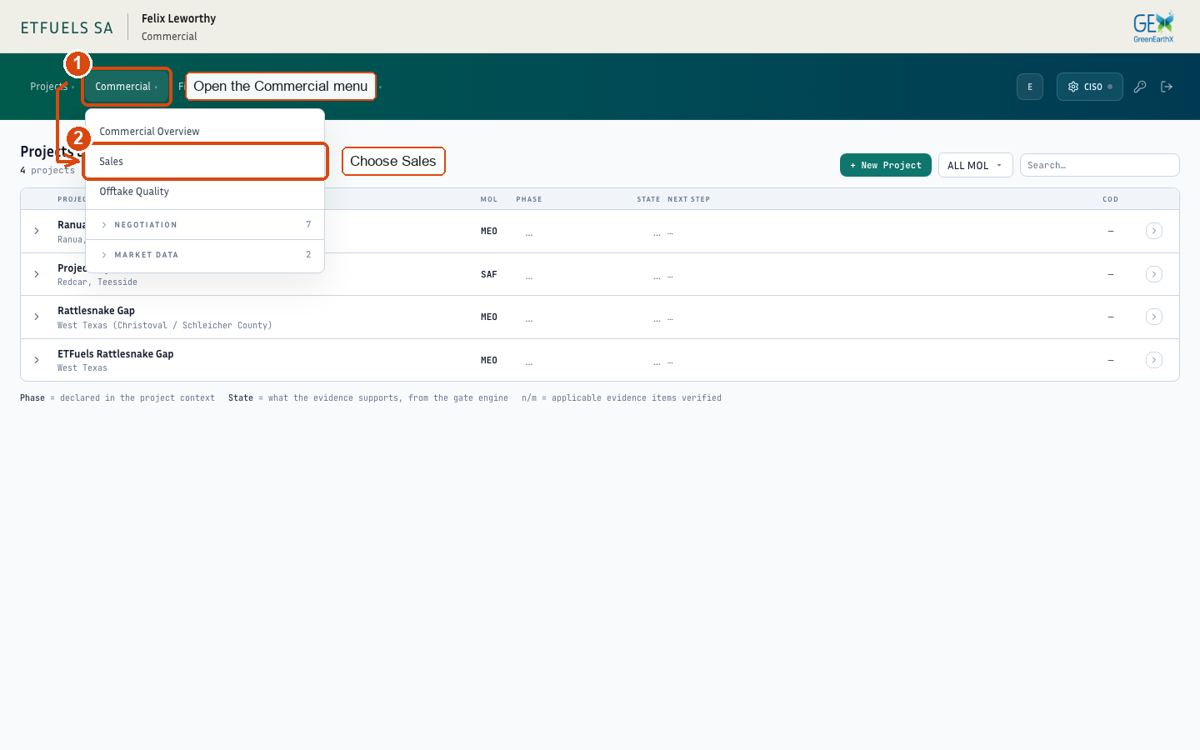 ETFUELS SA
Felix Leworthy
Commercial
GEX
GreenEarthX
1
Projects
Commercial
Open the Commercial menu
E
CISO
Commercial Overview
2
Sales
Choose Sales
Offtake Quality
NEGOTIATION 7
MARKET DATA 2
Projects
4 projects
+ New Project
ALL MOL
Search…
MOL PHASE STATE NEXT STEP COD
MEO … … … —
Redcar, Teesside SAF … … … —
Rattlesnake Gap
West Texas (Christoval / Schleicher County) MEO … … … —
ETFuels Rattlesnake Gap
West Texas MEO … … … —
Phase = declared in the project context State = what the evidence supports, from the gate engine n/m = applicable evidence items verified